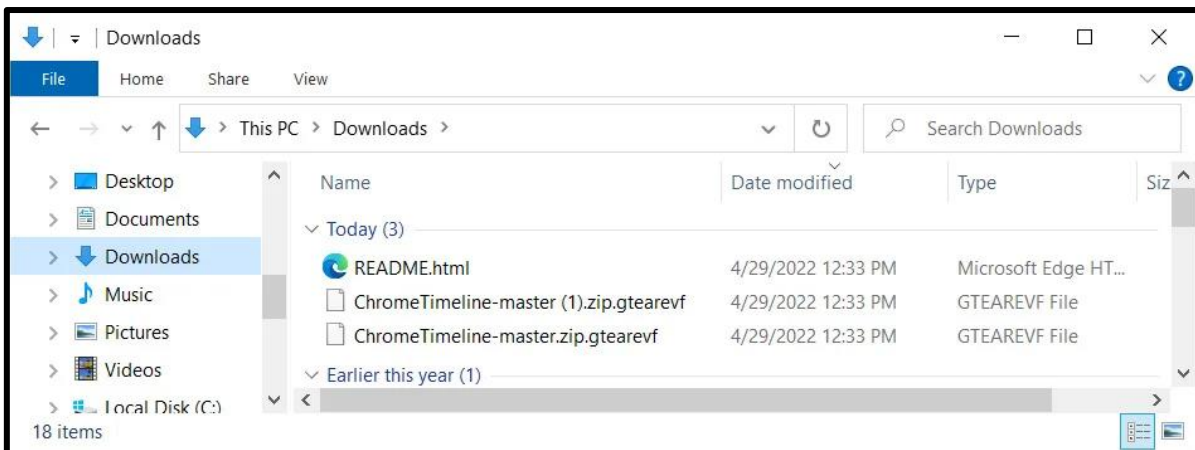 Downloads
File Home Share View
This PC > Downloads >
Search Downloads
Desktop
Documents
Downloads
Music
Pictures
Videos
Local Disk (C:)
Name Date modified Type Siz
Today (3)
README.html 4/29/2022 12:33 PM Microsoft Edge HT...
ChromeTimeline-master (1).zip.gtearevf 4/29/2022 12:33 PM GTEAREVF File
ChromeTimeline-master.zip.gtearevf 4/29/2022 12:33 PM GTEAREVF File
Earlier this year (1)
18 items